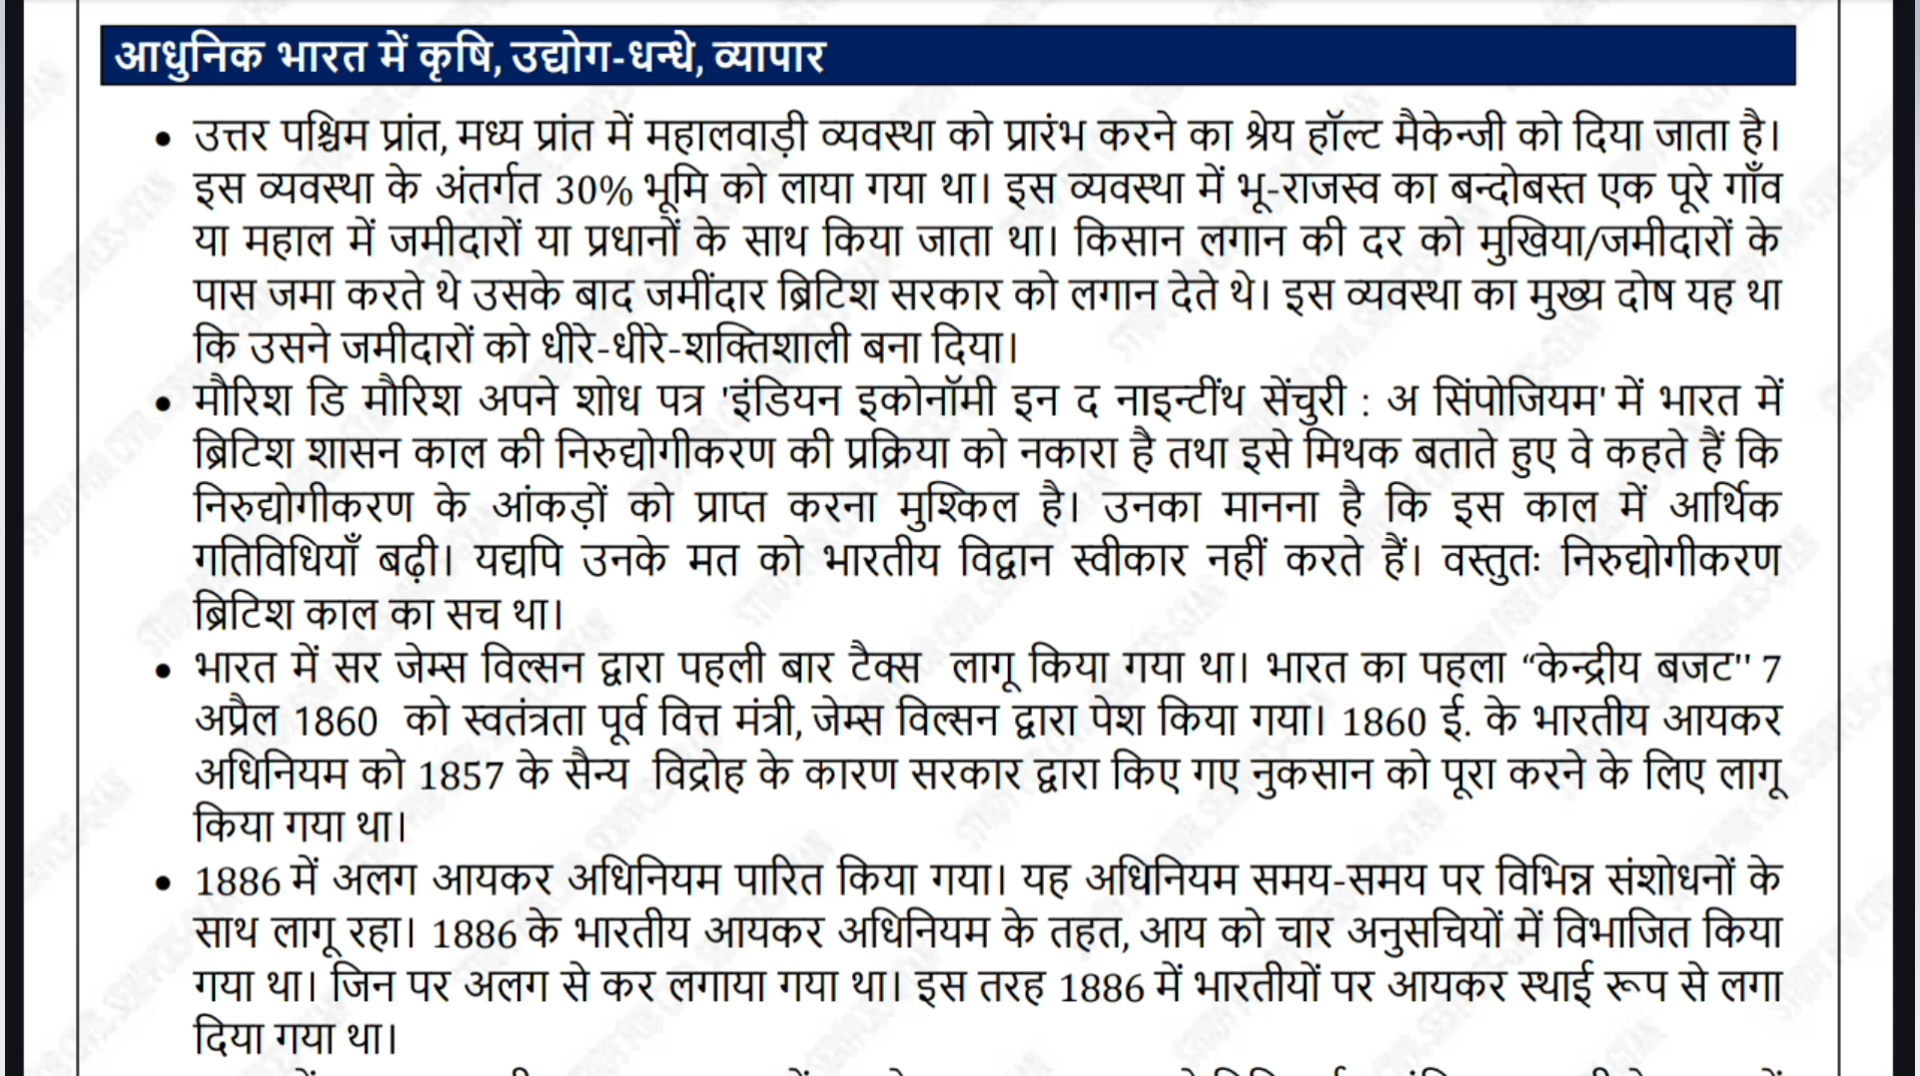 आधुनिक भारत में कृषि, उद्योग-धन्धे, व्यापार
• उत्तर पश्चिम प्रांत, मध्य प्रांत में महालवाड़ी व्यवस्था को प्रारंभ करने का श्रेय हॉल्ट मैकेन्जी को दिया जाता है।
इस व्यवस्था के अंतर्गत 30% भूमि को लाया गया था। इस व्यवस्था में भू-राजस्व का बन्दोबस्त एक पूरे गाँव
या महाल में जमीदारों या प्रधानों के साथ किया जाता था। किसान लगान की दर को मुखिया/जमीदारों के
पास जमा करते थे उसके बाद जमींदार ब्रिटिश सरकार को लगान देते थे। इस व्यवस्था का मुख्य दोष यह था
कि उसने जमीदारों को धीरे-धीरे-शक्तिशाली बना दिया।
• मौरिश डि मौरिश अपने शोध पत्र 'इंडियन इकोनॉमी इन द नाइन्टींथ सेंचुरी : अ सिंपोजियम' में भारत में
ब्रिटिश शासन काल की निरुद्योगीकरण की प्रक्रिया को नकारा है तथा इसे मिथक बताते हुए वे कहते हैं कि
निरुद्योगीकरण के आंकड़ों को प्राप्त करना मुश्किल है। उनका मानना है कि इस काल में आर्थिक
गतिविधियाँ बढ़ी। यद्यपि उनके मत को भारतीय विद्वान स्वीकार नहीं करते हैं। वस्तुतः निरुद्योगीकरण
ब्रिटिश काल का सच था।
• भारत में सर जेम्स विल्सन द्वारा पहली बार टैक्स लागू किया गया था। भारत का पहला “केन्द्रीय बजट'' 7
अप्रैल 1860 को स्वतंत्रता पूर्व वित्त मंत्री, जेम्स विल्सन द्वारा पेश किया गया। 1860 ई. के भारतीय आयकर
अधिनियम को 1857 के सैन्य विद्रोह के कारण सरकार द्वारा किए गए नुकसान को पूरा करने के लिए लागू
किया गया था।
• 1886 में अलग आयकर अधिनियम पारित किया गया। यह अधिनियम समय-समय पर विभिन्न संशोधनों के
साथ लागू रहा। 1886 के भारतीय आयकर अधिनियम के तहत, आय को चार अनुसचियों में विभाजित किया
गया था। जिन पर अलग से कर लगाया गया था। इस तरह 1886 में भारतीयों पर आयकर स्थाई रूप से लगा
दिया गया था।